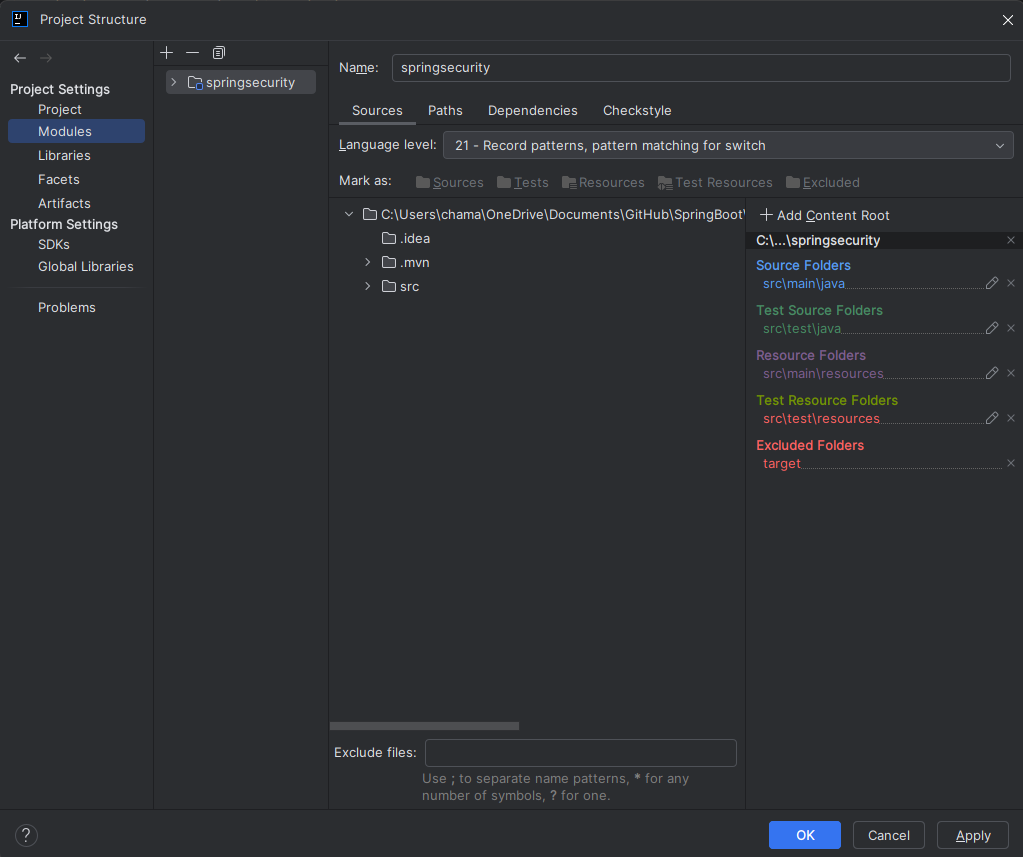 Project Structure
Project Settings
Project
Modules
Libraries
Facets
Artifacts
Platform Settings
SDKs
Global Libraries
Problems
springsecurity
Name: springsecurity
Sources Paths Dependencies Checkstyle
Language level: 21 - Record patterns, pattern matching for switch
Mark as: Sources Tests Resources Test Resources Excluded
C:\Users\chama\OneDrive\Documents\GitHub\SpringBoot\
.idea
.mvn
src
Exclude files:
Use ; to separate name patterns, * for any
number of symbols, ? for one.
+ Add Content Root
C:\...\springsecurity
Source Folders
src\main\java
Test Source Folders
src\test\java
Resource Folders
src\main\resources
Test Resource Folders
src\test\resources
Excluded Folders
target
?
OK Cancel Apply